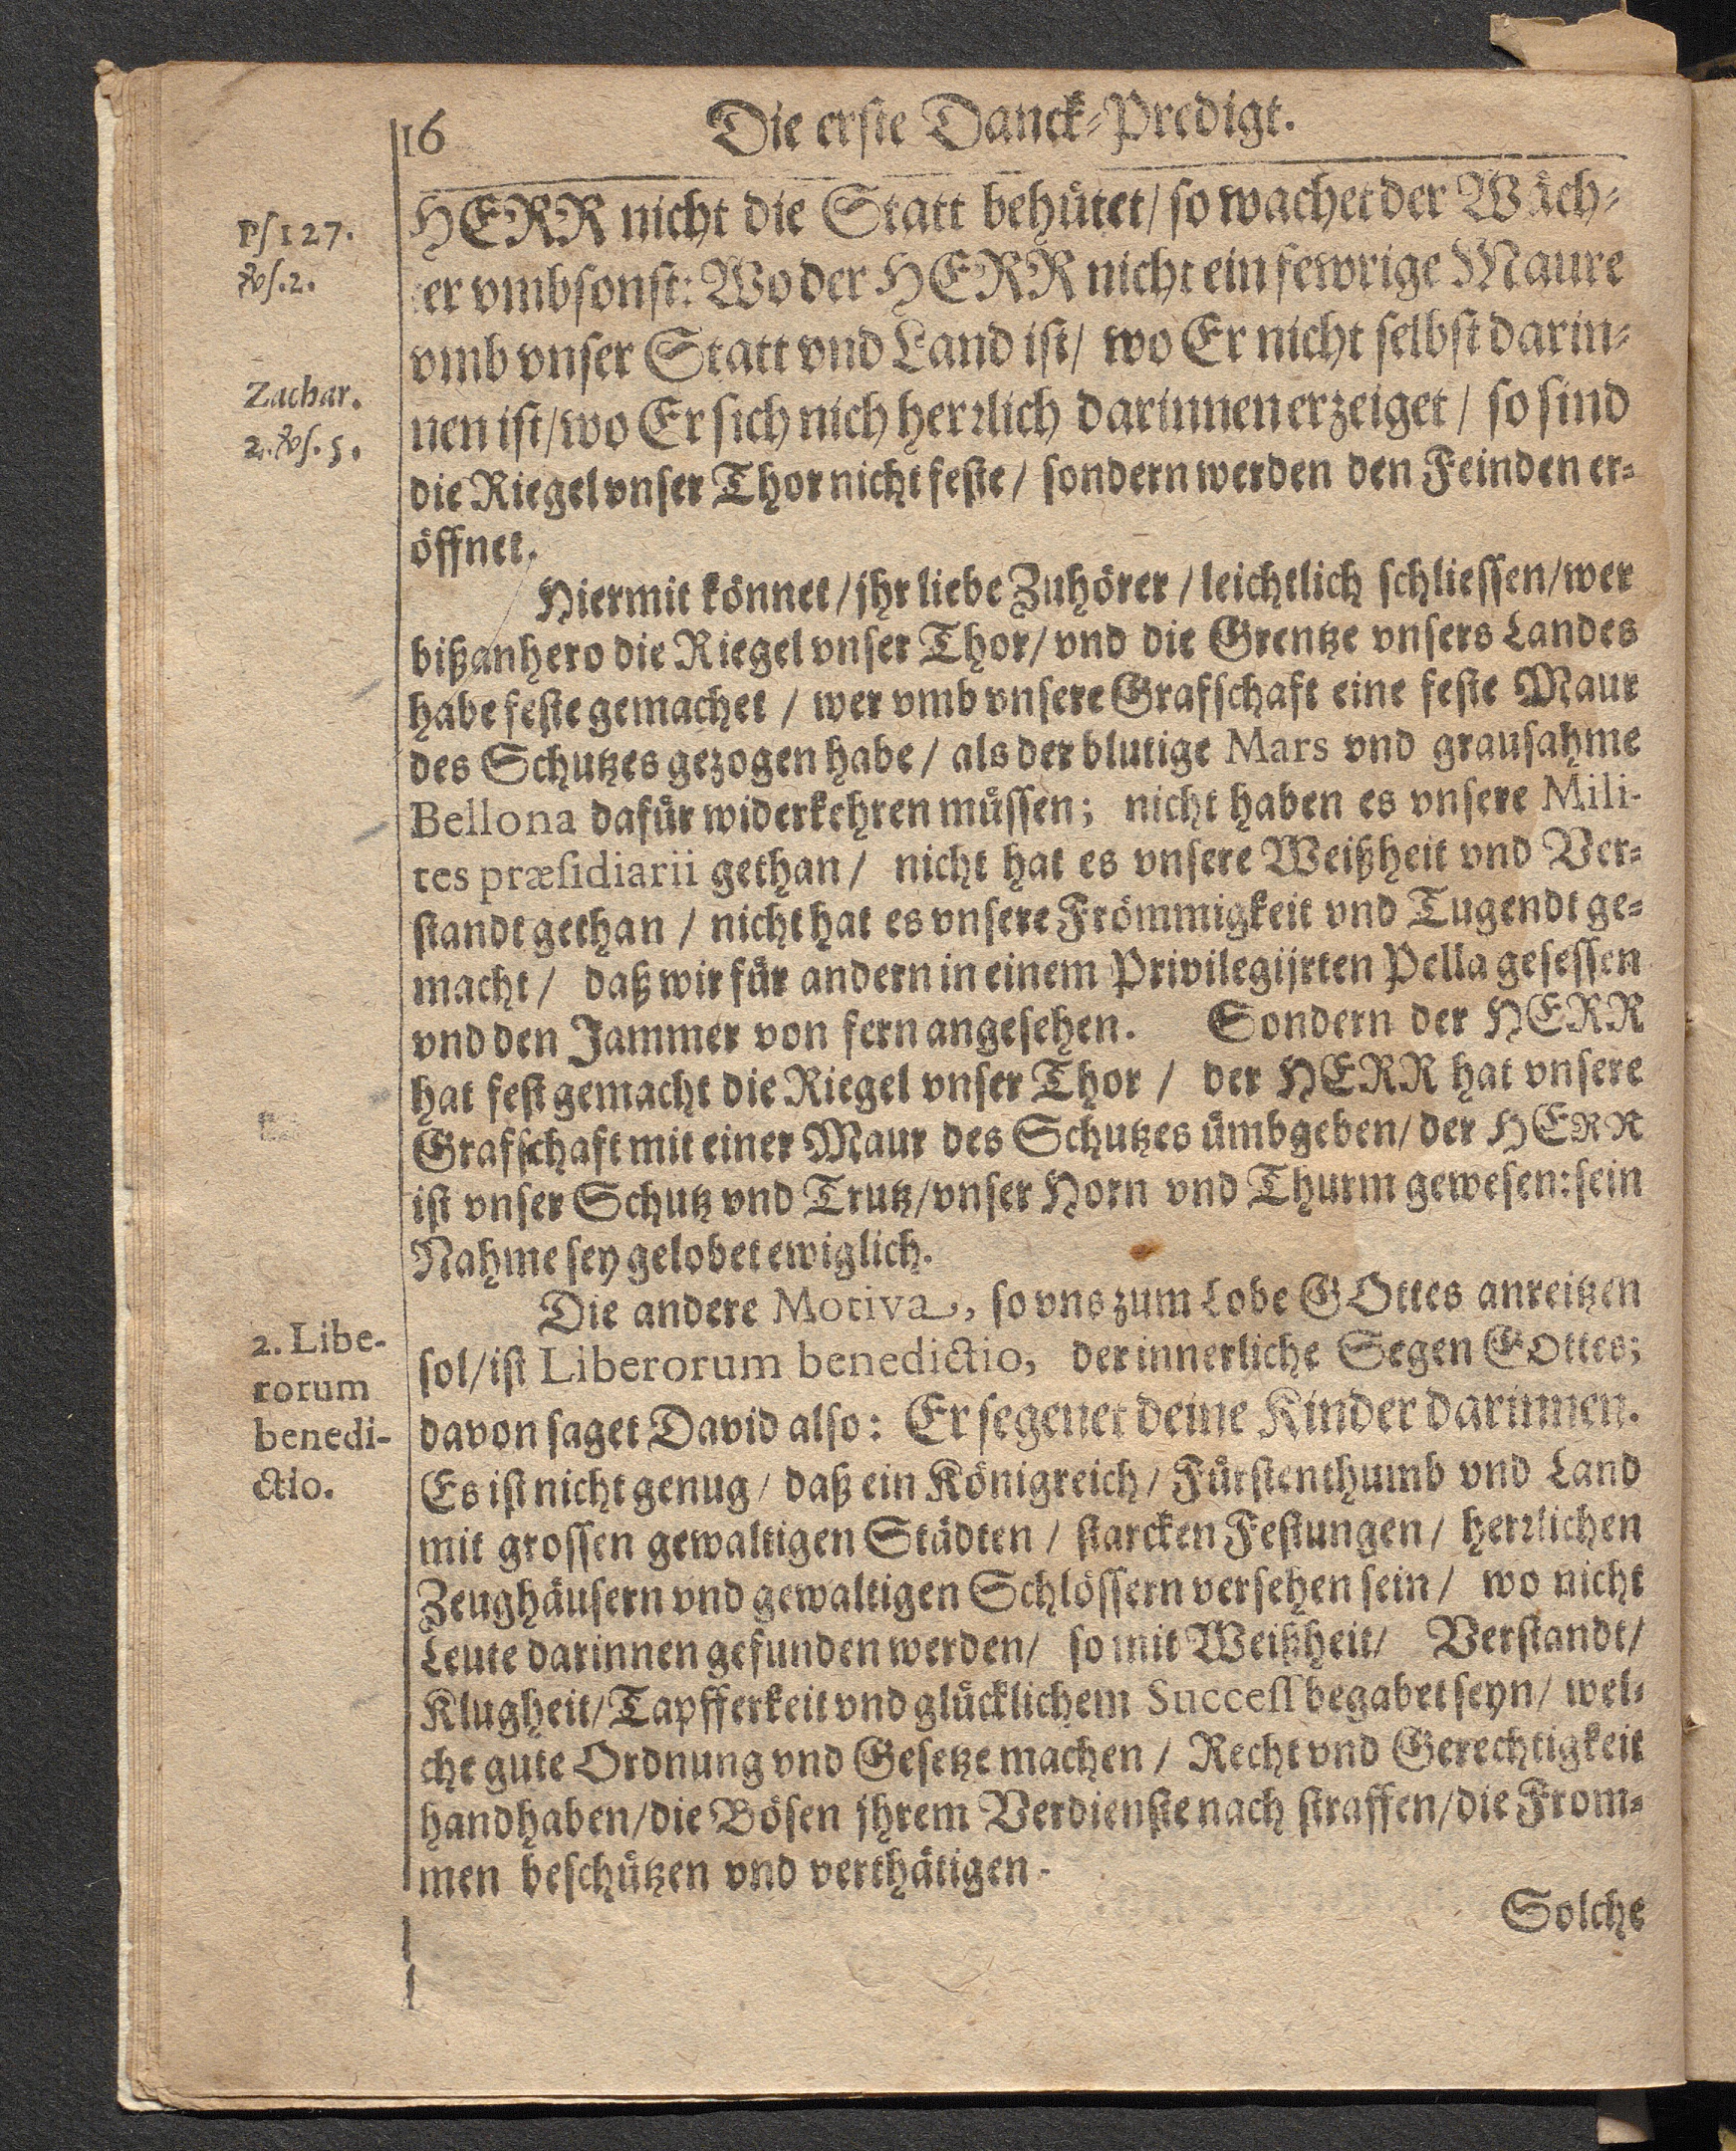 16 Die erste Danck-Predigt.
HERR nicht die Statt behütet/ so wachet der Wäch-
ter vmbsonst: Wo der HERR nicht ein fewrige Maure
vmb vnser Statt vnd Land ist/ wo Er nicht selbst darin-
nen ist/ wo Er sich nich herrlich darinnen erzeiget / so sind
die Riegel vnser Thor nicht feste / sondern werden den Feinden er-
öffnet.
Ps 127.
vs. 2.
Zachar.
2. vs. 5.
Hiermit könnet / jhr liebe Zuhörer / leichtlich schliessen/ wer
bißanhero die Riegel vnser Thor/ vnd die Grentze vnsers Landes
habe feste gemachet / wer vmb vnsere Grafschaft eine feste Maur
des Schutzes gezogen habe / als der blutige Mars vnd grausahme
Bellona dafür widerkehren müssen; nicht haben es vnsere Mili-
tes præsidiarii gethan / nicht hat es vnsere Weißheit vnd Ver-
standt gethan / nicht hat es vnsere Frömmigkeit vnd Tugendt ge-
macht / daß wir für andern in einem Privilegijrten Pella gesessen
vnd den Jammer von fern angesehen. Sondern der HERR
hat fest gemacht die Riegel vnser Thor / der HERR hat vnsere
Grafschaft mit einer Maur des Schutzes ümbgeben/ der HERR
ist vnser Schutz vnd Trutz/ vnser Horn vnd Thurm gewesen: sein
Nahme sey gelobet ewiglich.
Die andere Motiva, so vns zum Lobe GOttes anreitzen
sol/ ist Liberorum benedictio, der innerliche Segen GOttes;
davon saget David also: Er segenet deine Kinder darinnen.
Es ist nicht genug / daß ein Königreich / Fürstenthumb vnd Land
mit grossen gewaltigen Städten / starcken Festungen / herrlichen
Zeughäusern vnd gewaltigen Schlössern versehen sein / wo nicht
Leute darinnen gefunden werden/ so mit Weißheit/ Verstandt/
Klugheit/ Tapfferkeit vnd glücklichem Success begabet seyn/ wel-
che gute Ordnung vnd Gesetze machen / Recht vnd Gerechtigkeit
handhaben/ die Bösen jhrem Verdienste nach straffen/ die From-
men beschützen vnd verthätigen.
2. Libe-
rorum
benedi-
ctio.
Solche